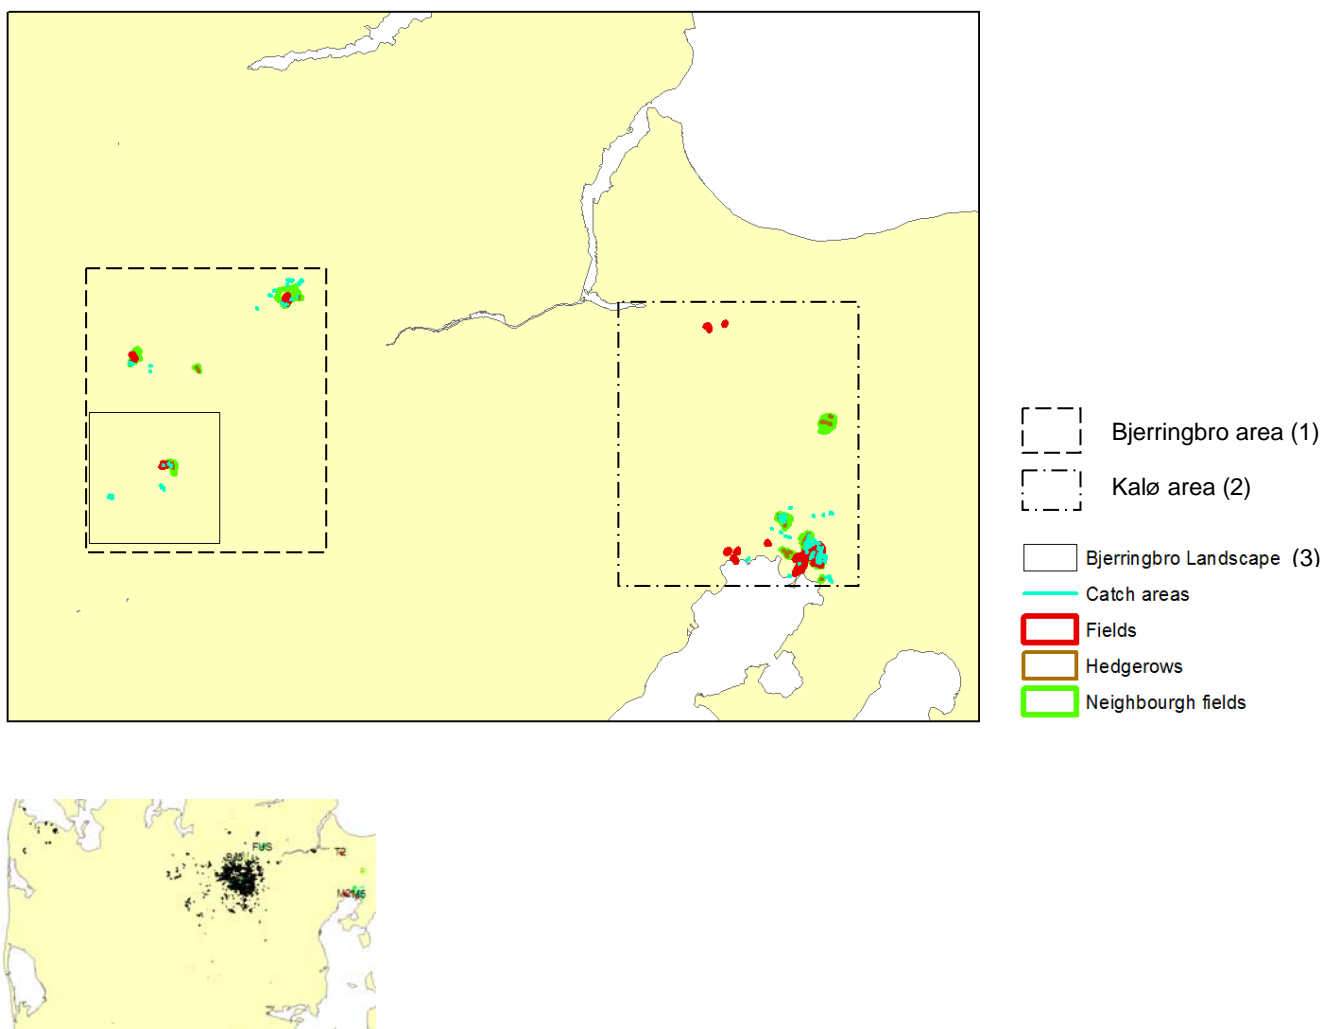 Bjerringbro area (1)
Kalø area (2)
Bjerringbro Landscape (3)
Catch areas
Fields
Hedgerows
Neighbourgh fields
FUS
T2